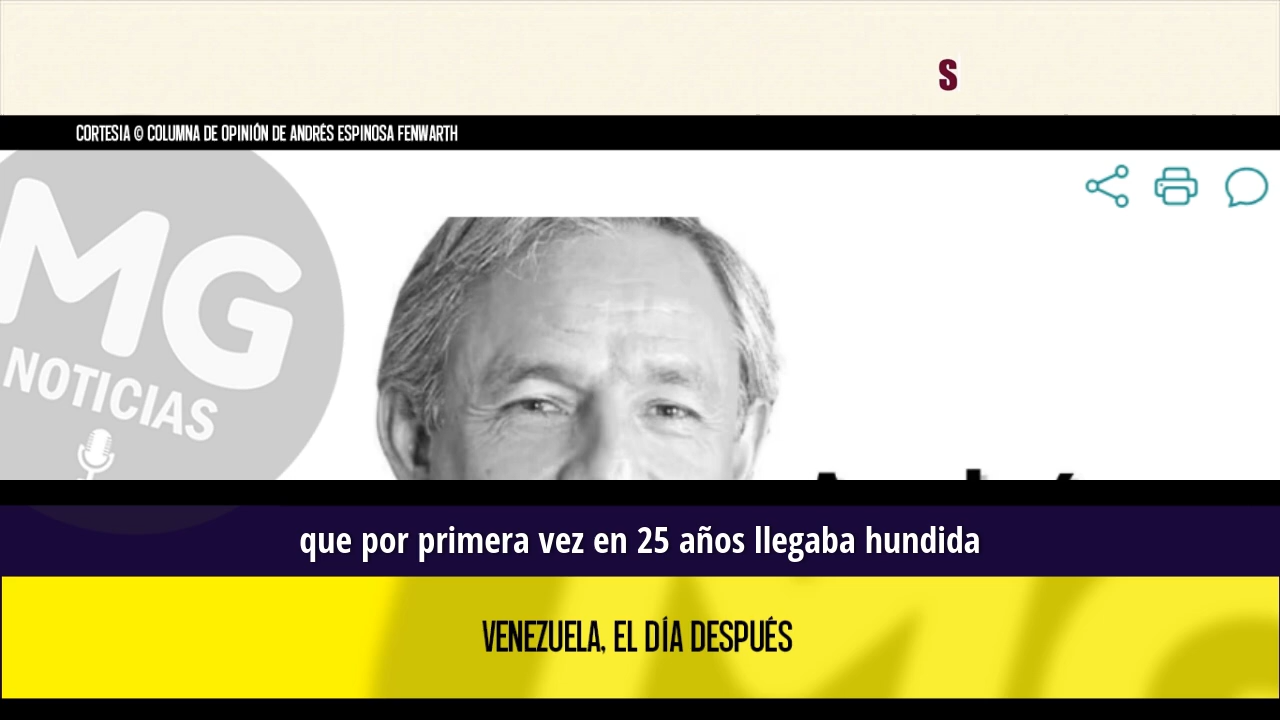 S
CORTESIA © COLUMNA DE OPINIÓN DE ANDRÉS ESPINOSA FENWARTH
MG
NOTICIAS
que por primera vez en 25 años llegaba hundida
VENEZUELA, EL DÍA DESPUÉS